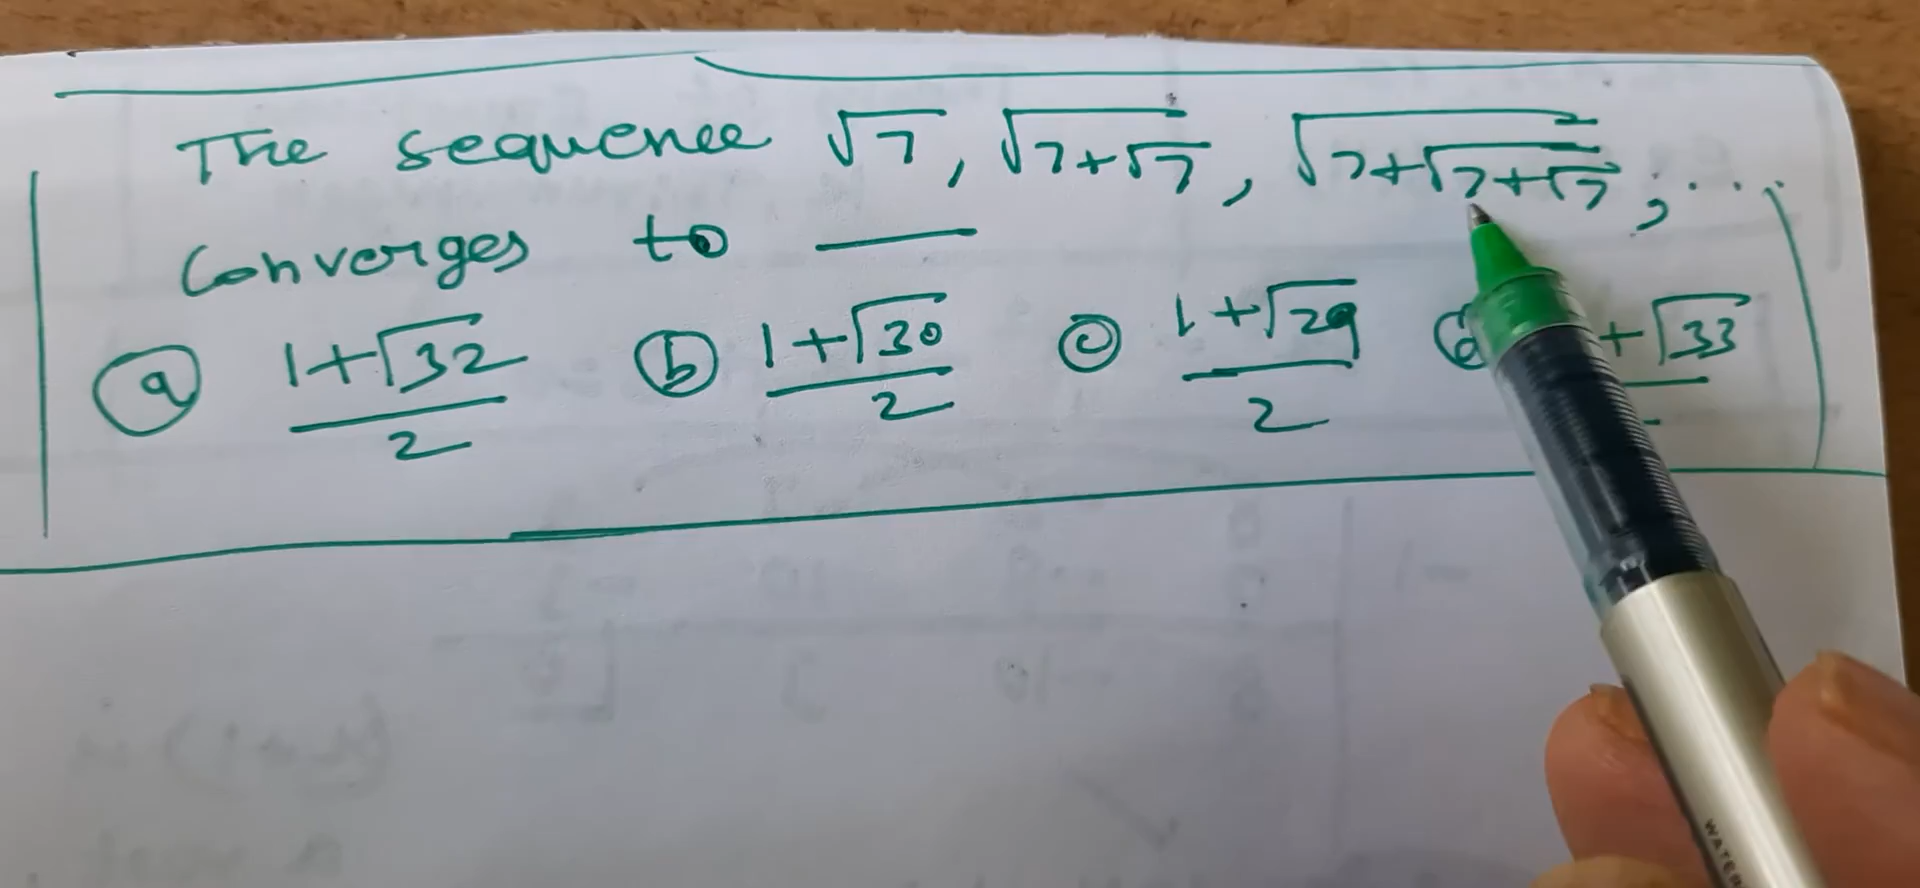 The sequence √7, √(7+√7), √(7+√(7+√7)), ...
Converges to ___
(a) (1+√32)/2 (b) (1+√30)/2 (c) (1+√29)/2 (d) +√33
WATER